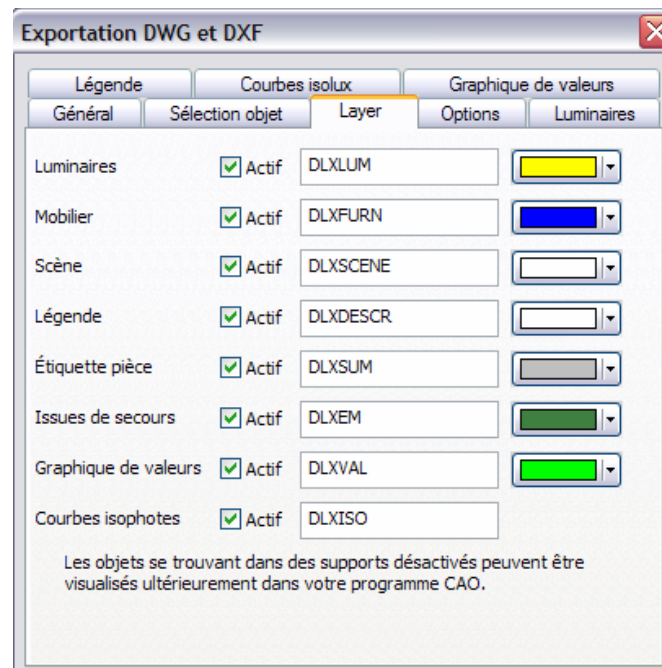 Exportation DWG et DXF
Légende Courbes isolux Graphique de valeurs
Général Sélection objet Layer Options Luminaires
Luminaires Actif DLXLUM
Mobilier Actif DLXFURN
Scène Actif DLXSCENE
Légende Actif DLXDESCR
Étiquette pièce Actif DLXSUM
Issues de secours Actif DLXEM
Graphique de valeurs Actif DLXVAL
Courbes isophotes Actif DLXISO
Les objets se trouvant dans des supports désactivés peuvent être
visualisés ultérieurement dans votre programme CAO.